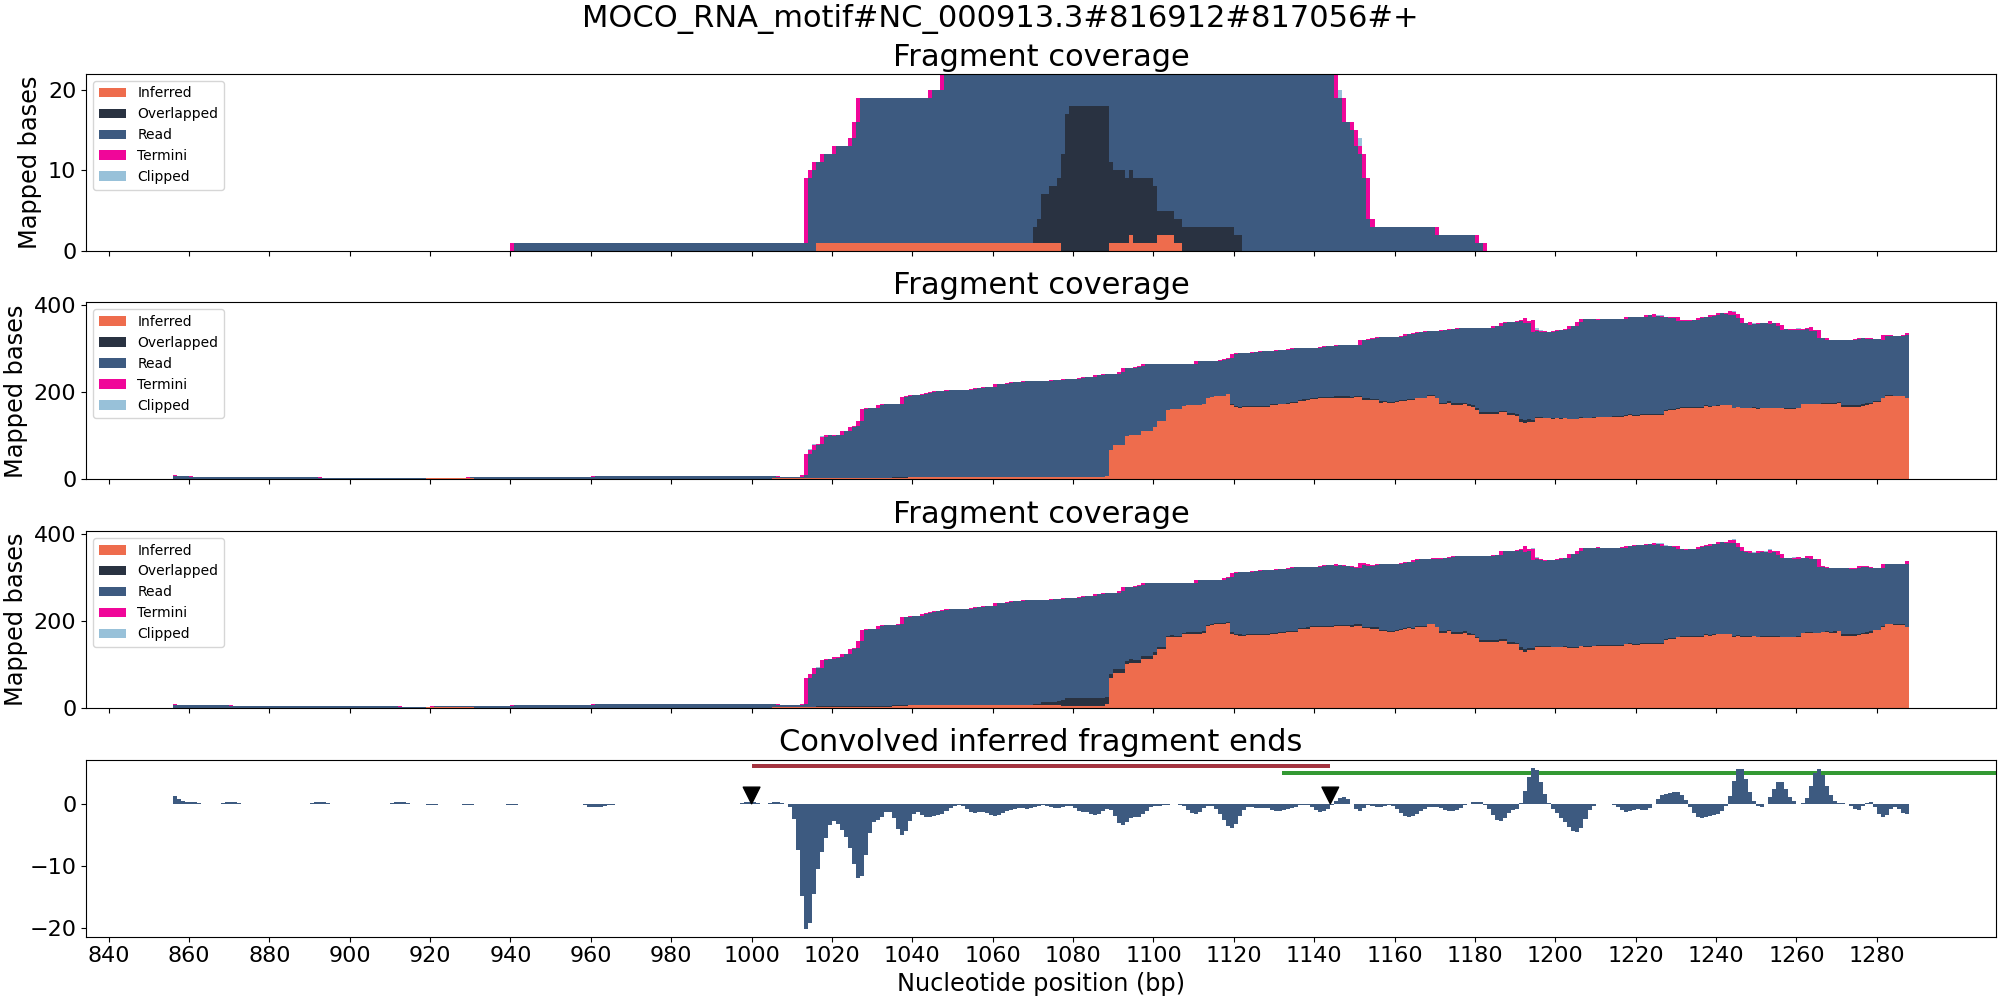 MOCO_RNA_motif#NC_000913.3#816912#817056#+
Fragment coverage
Mapped bases
20
10
0
Inferred
Overlapped
Read
Termini
Clipped
Fragment coverage
Mapped bases
400
200
0
Inferred
Overlapped
Read
Termini
Clipped
Fragment coverage
Mapped bases
400
200
0
Inferred
Overlapped
Read
Termini
Clipped
Convolved inferred fragment ends
0
−10
−20
840 860 880 900 920 940 960 980 1000 1020 1040 1060 1080 1100 1120 1140 1160 1180 1200 1220 1240 1260 1280
Nucleotide position (bp)